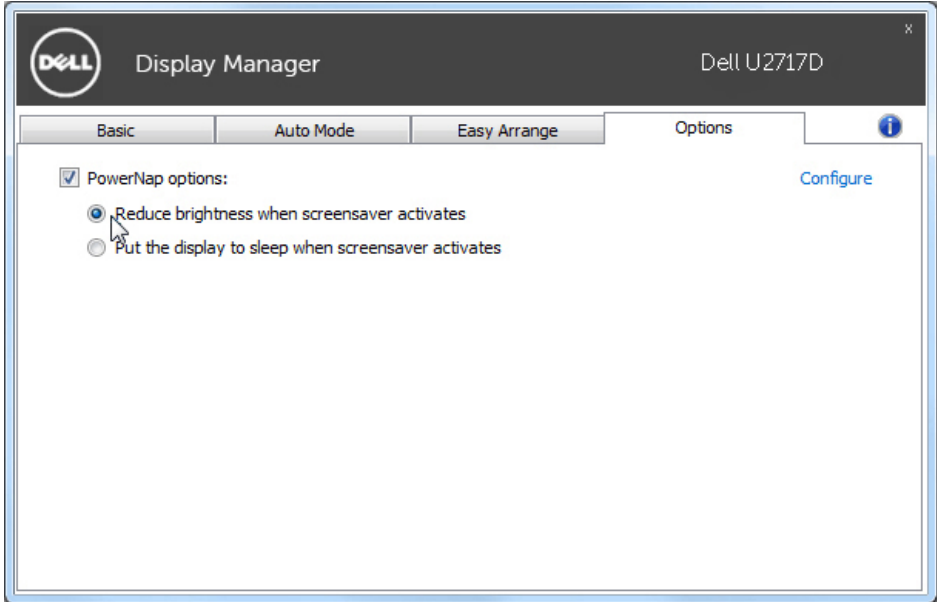 x
DELL Display Manager Dell U2717D
Basic Auto Mode Easy Arrange Options i
PowerNap options: Configure
Reduce brightness when screensaver activates
Put the display to sleep when screensaver activates